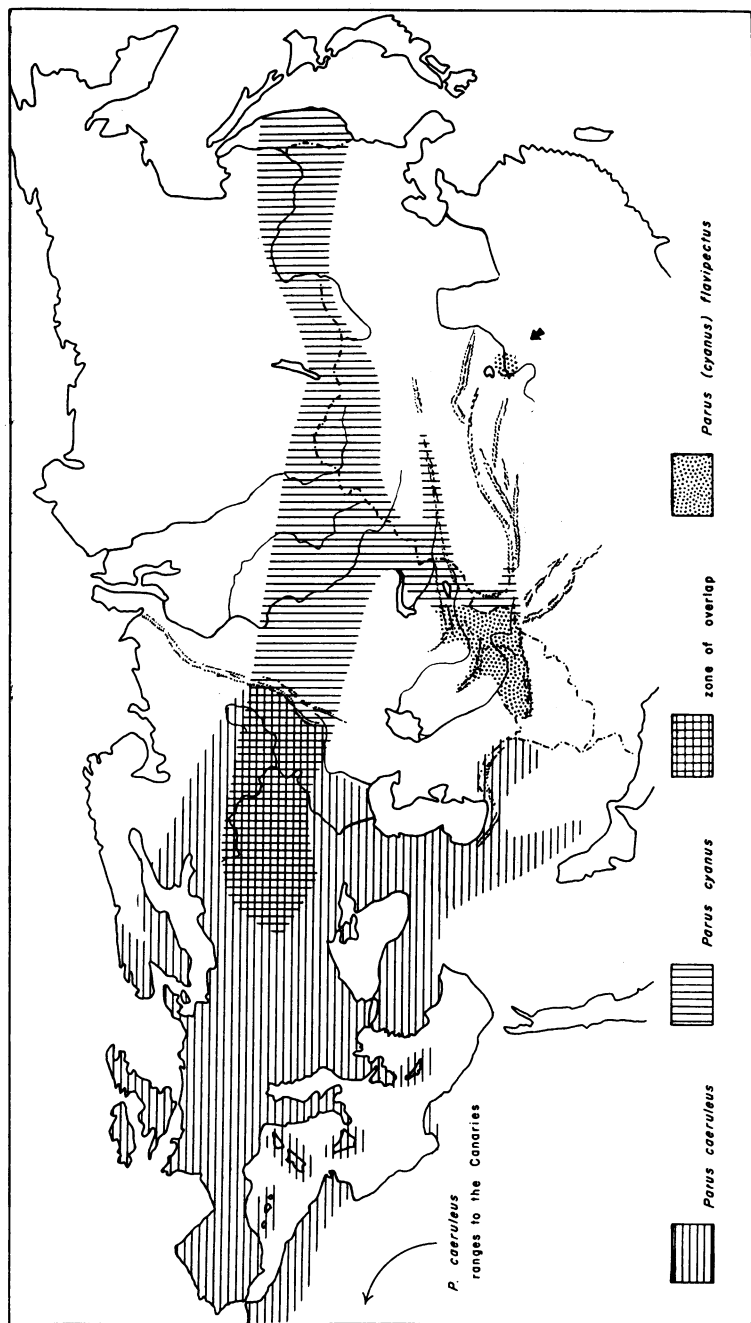 P. caeruleus
ranges to the Canaries
Parus caeruleus
Parus cyanus
zone of overlap
Parus (cyanus) flavipectus